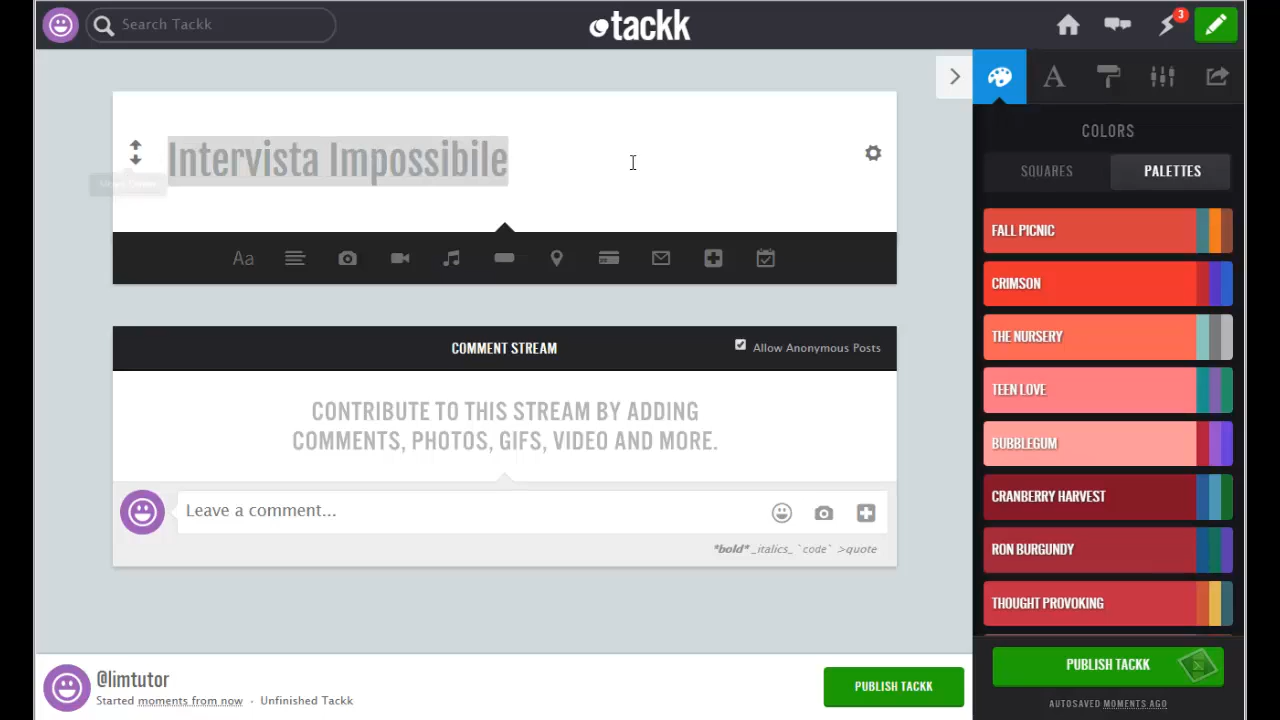 Search Tackk
tackk
3
Intervista Impossibile
Aa
COMMENT STREAM
Allow Anonymous Posts
CONTRIBUTE TO THIS STREAM BY ADDING
COMMENTS, PHOTOS, GIFS, VIDEO AND MORE.
Leave a comment...
*bold* _italics_ `code` >quote
@limtutor
Started moments from now · Unfinished Tackk
PUBLISH TACKK
A
COLORS
SQUARES
PALETTES
FALL PICNIC
CRIMSON
THE NURSERY
TEEN LOVE
BUBBLEGUM
CRANBERRY HARVEST
RON BURGUNDY
THOUGHT PROVOKING
PUBLISH TACKK
AUTOSAVED MOMENTS AGO